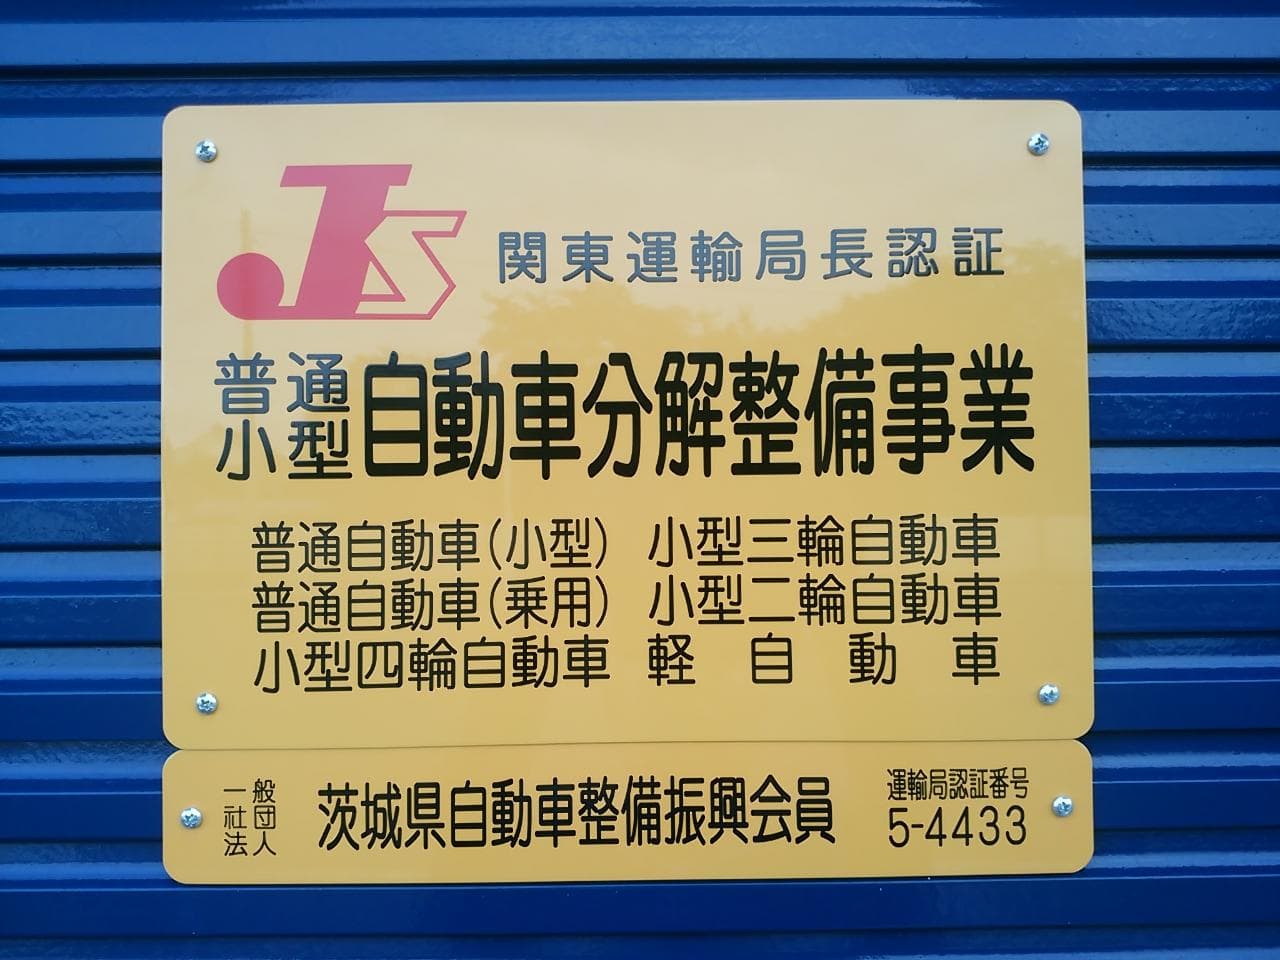 JS 関東運輸局長認証
普通 小型 自動車分解整備事業
普通自動車(小型) 小型三輪自動車
普通自動車(乗用) 小型二輪自動車
小型四輪自動車 軽自動車
一般社団法人 茨城県自動車整備振興会員 運輸局認証番号
5-4433